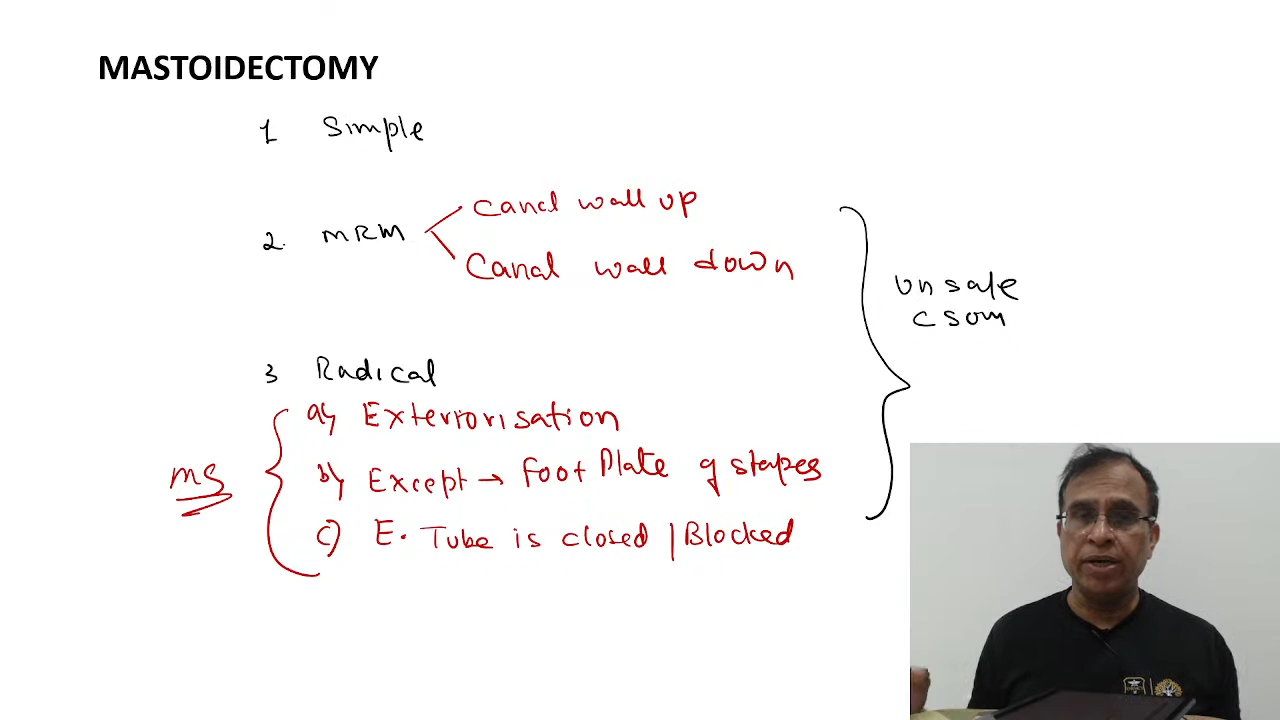 MASTOIDECTOMY
1 Simple
2. MRM
Canal wall up
Canal wall down
unsafe
CSOM
3 Radical
a) Exteriorisation
b) Except → Foot Plate of stapes
c) E. Tube is closed | Blocked
MS